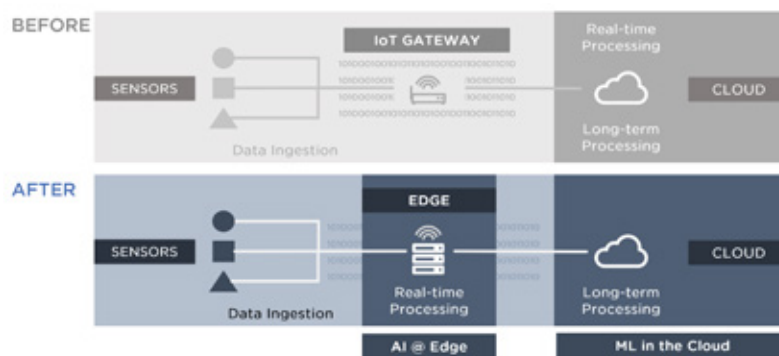 BEFORE
IoT GATEWAY
Real-time
Processing
SENSORS
CLOUD
Data Ingestion
Long-term
Processing
AFTER
EDGE
SENSORS
CLOUD
Data Ingestion
Real-time
Processing
Long-term
Processing
AI @ Edge
ML in the Cloud